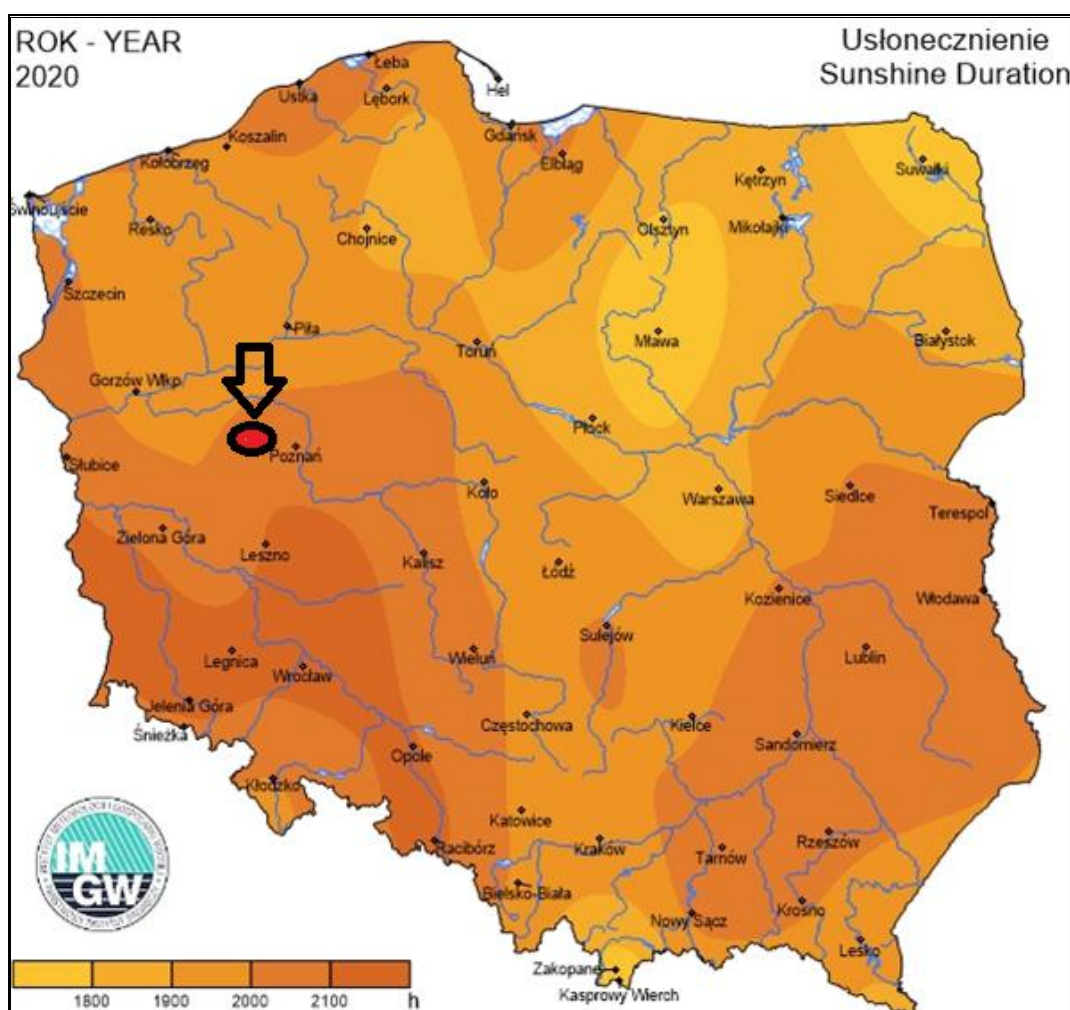 ROK - YEAR
2020
Usłonecznienie
Sunshine Duration
Łeba
Ustka
Lębork
Hel
Koszalin
Gdańsk
Kołobrzeg
Elbląg
Suwałki
Kętrzyn
Świnoujście
Resko
Chojnice
Olsztyn
Mikołajki
Szczecin
Piła
Toruń
Mława
Białystok
Gorzów Wlkp.
Płock
Słubice
Poznań
Koło
Warszawa
Siedlce
Terespol
Zielona Góra
Leszno
Kalisz
Łódź
Kozienice
Włodawa
Sulejów
Legnica
Wrocław
Wieluń
Lublin
Jelenia Góra
Śnieżka
Częstochowa
Kielce
Sandomierz
Opole
Kłodzko
Katowice
Racibórz
Kraków
Tarnów
Rzeszów
Bielsko-Biała
Nowy Sącz
Krosno
Lesko
Zakopane
Kasprowy Wierch
IM
GW
1800 1900 2000 2100 h